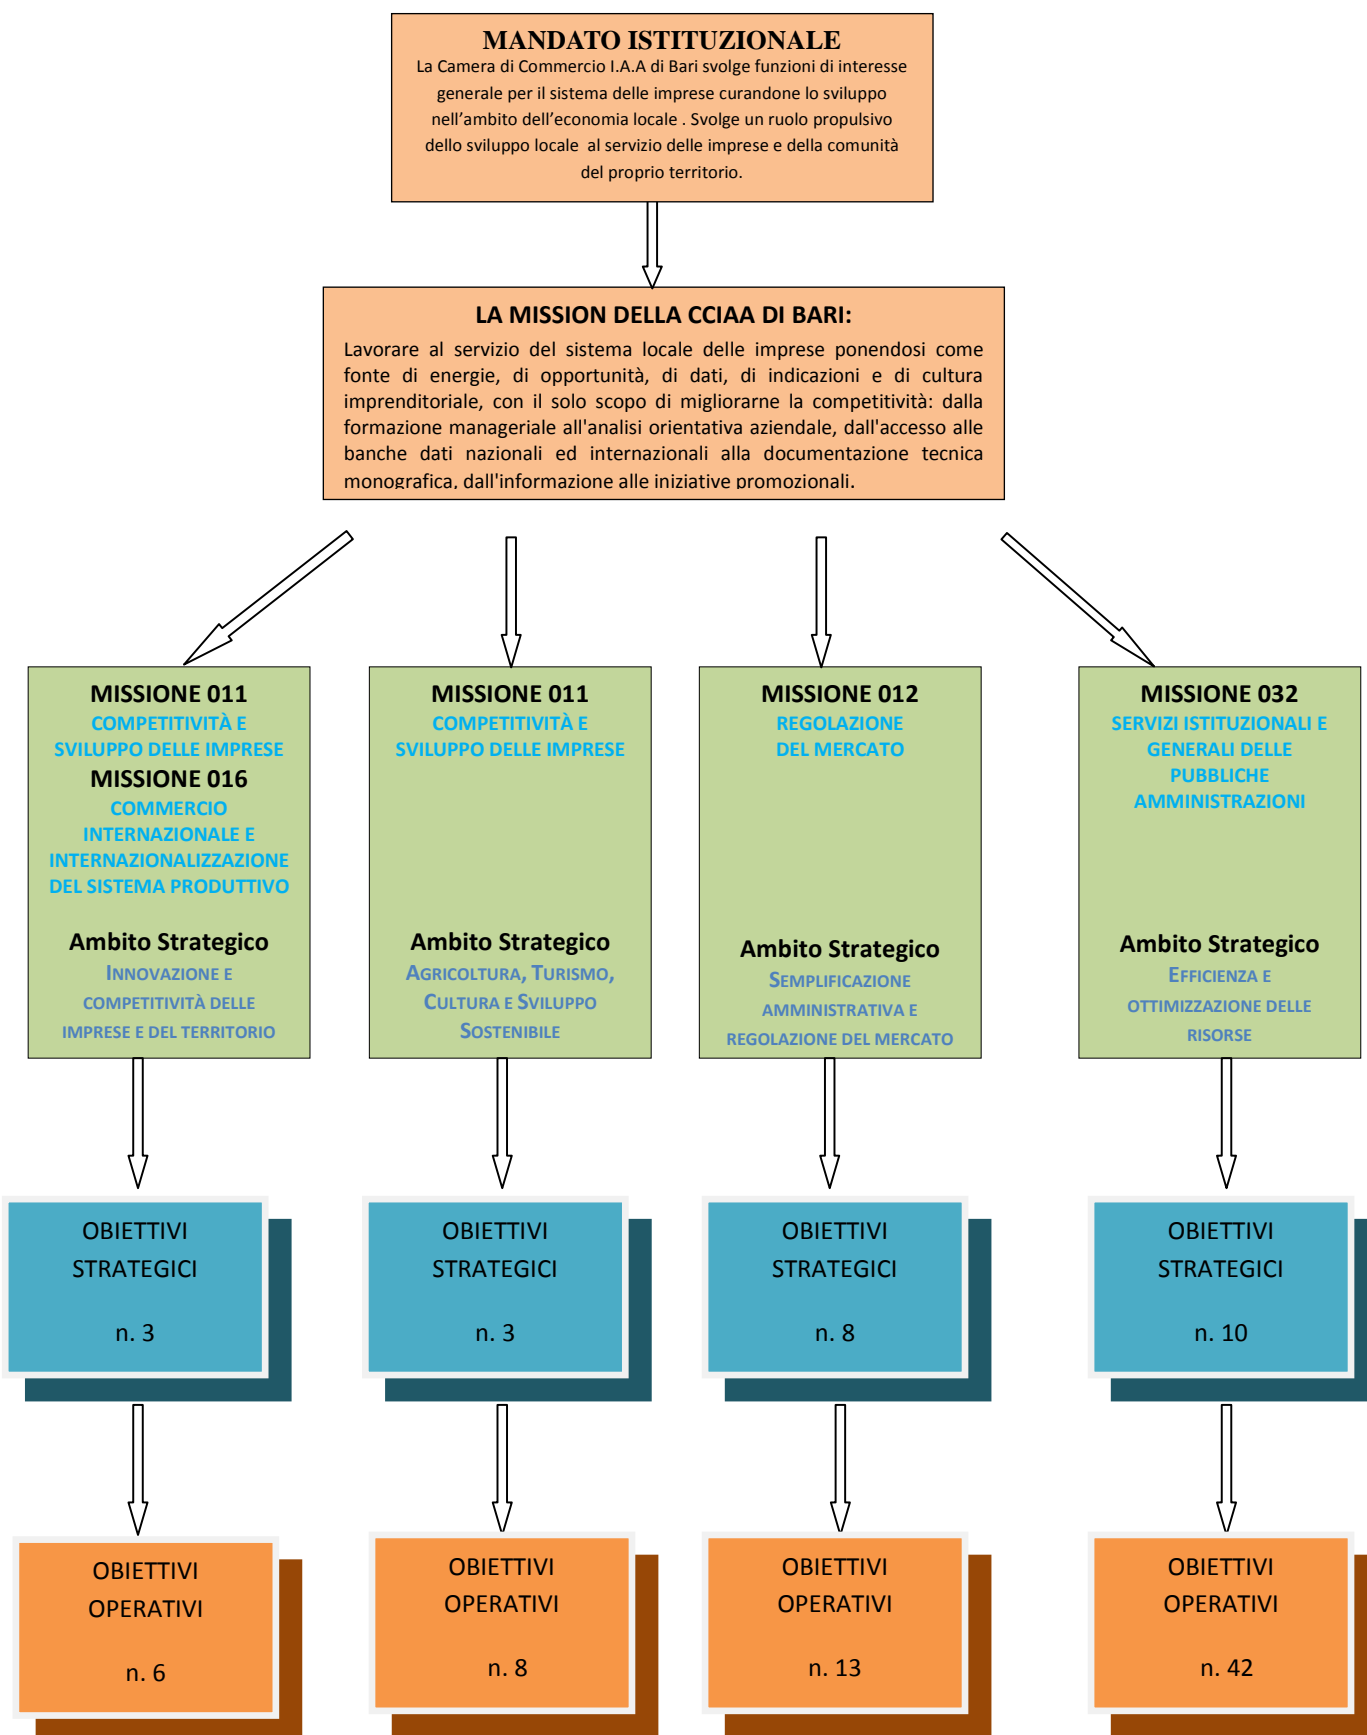 MANDATO ISTITUZIONALE
La Camera di Commercio I.A.A di Bari svolge funzioni di interesse
generale per il sistema delle imprese curandone lo sviluppo
nell’ambito dell’economia locale . Svolge un ruolo propulsivo
dello sviluppo locale al servizio delle imprese e della comunità
del proprio territorio.
LA MISSION DELLA CCIAA DI BARI:
Lavorare al servizio del sistema locale delle imprese ponendosi come
fonte di energie, di opportunità, di dati, di indicazioni e di cultura
imprenditoriale, con il solo scopo di migliorarne la competitività: dalla
formazione manageriale all'analisi orientativa aziendale, dall'accesso alle
banche dati nazionali ed internazionali alla documentazione tecnica
monografica, dall'informazione alle iniziative promozionali.
MISSIONE 011
COMPETITIVITÀ E
SVILUPPO DELLE IMPRESE
MISSIONE 016
COMMERCIO
INTERNAZIONALE E
INTERNAZIONALIZZAZIONE
DEL SISTEMA PRODUTTIVO
Ambito Strategico
INNOVAZIONE E
COMPETITIVITÀ DELLE
IMPRESE E DEL TERRITORIO
MISSIONE 011
COMPETITIVITÀ E
SVILUPPO DELLE IMPRESE
Ambito Strategico
AGRICOLTURA, TURISMO,
CULTURA E SVILUPPO
SOSTENIBILE
MISSIONE 012
REGOLAZIONE
DEL MERCATO
Ambito Strategico
SEMPLIFICAZIONE
AMMINISTRATIVA E
REGOLAZIONE DEL MERCATO
MISSIONE 032
SERVIZI ISTITUZIONALI E
GENERALI DELLE
PUBBLICHE
AMMINISTRAZIONI
Ambito Strategico
EFFICIENZA E
OTTIMIZZAZIONE DELLE
RISORSE
OBIETTIVI
STRATEGICI
n. 3
OBIETTIVI
STRATEGICI
n. 3
OBIETTIVI
STRATEGICI
n. 8
OBIETTIVI
STRATEGICI
n. 10
OBIETTIVI
OPERATIVI
n. 6
OBIETTIVI
OPERATIVI
n. 8
OBIETTIVI
OPERATIVI
n. 13
OBIETTIVI
OPERATIVI
n. 42